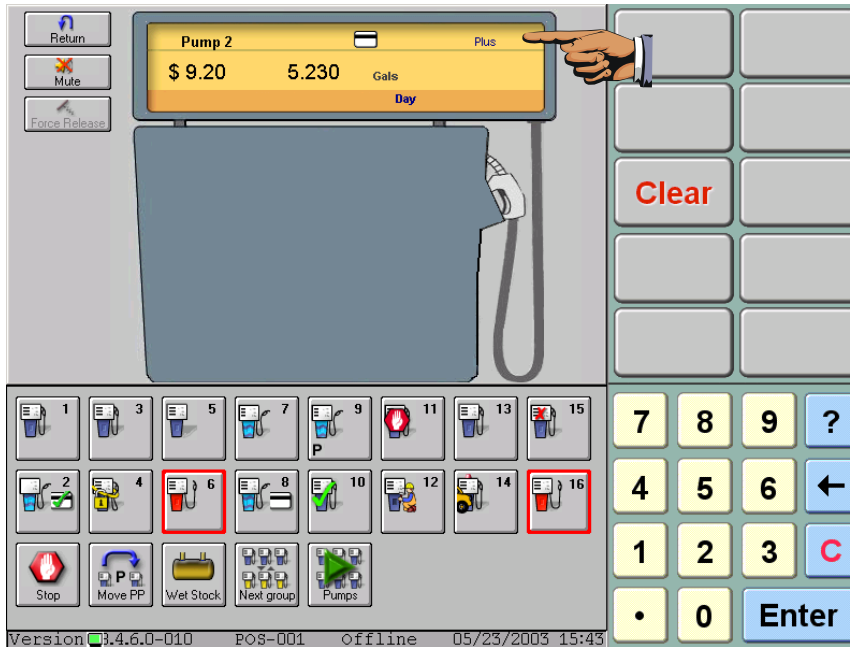 Return
Mute
Force Release
Pump 2 Plus
$ 9.20 5.230 Gals
Day
Clear
1 3 5 7 9 11 13 15
P
2 4 6 8 10 12 14 16
Stop
P
Move PP
Wet Stock
Next group
Pumps
7 8 9 ?
4 5 6 ←
1 2 3 C
• 0 Enter
Version .4.6.0-010 POS-001 Offline 05/23/2003 15:43